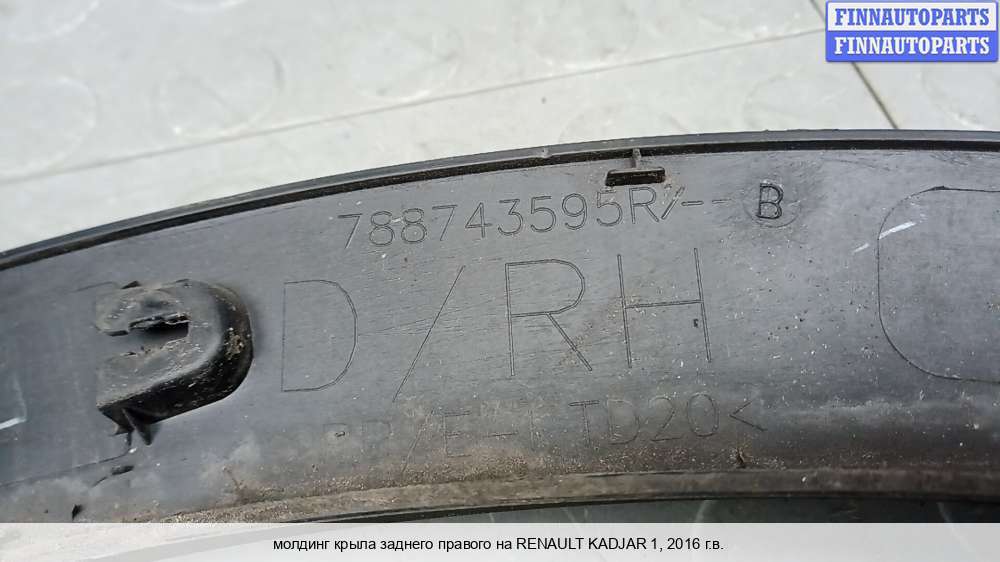 FINNAUTOPARTS
FINNAUTOPARTS
788743595R/-- B
D/RH
TD20<
молдинг крыла заднего правого на RENAULT KADJAR 1, 2016 г.в.